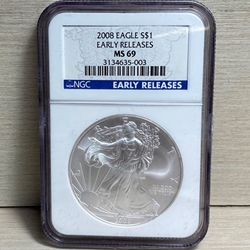 2008 EAGLE S$1
EARLY RELEASES
MS 69
3134635-003
NGC EARLY RELEASES